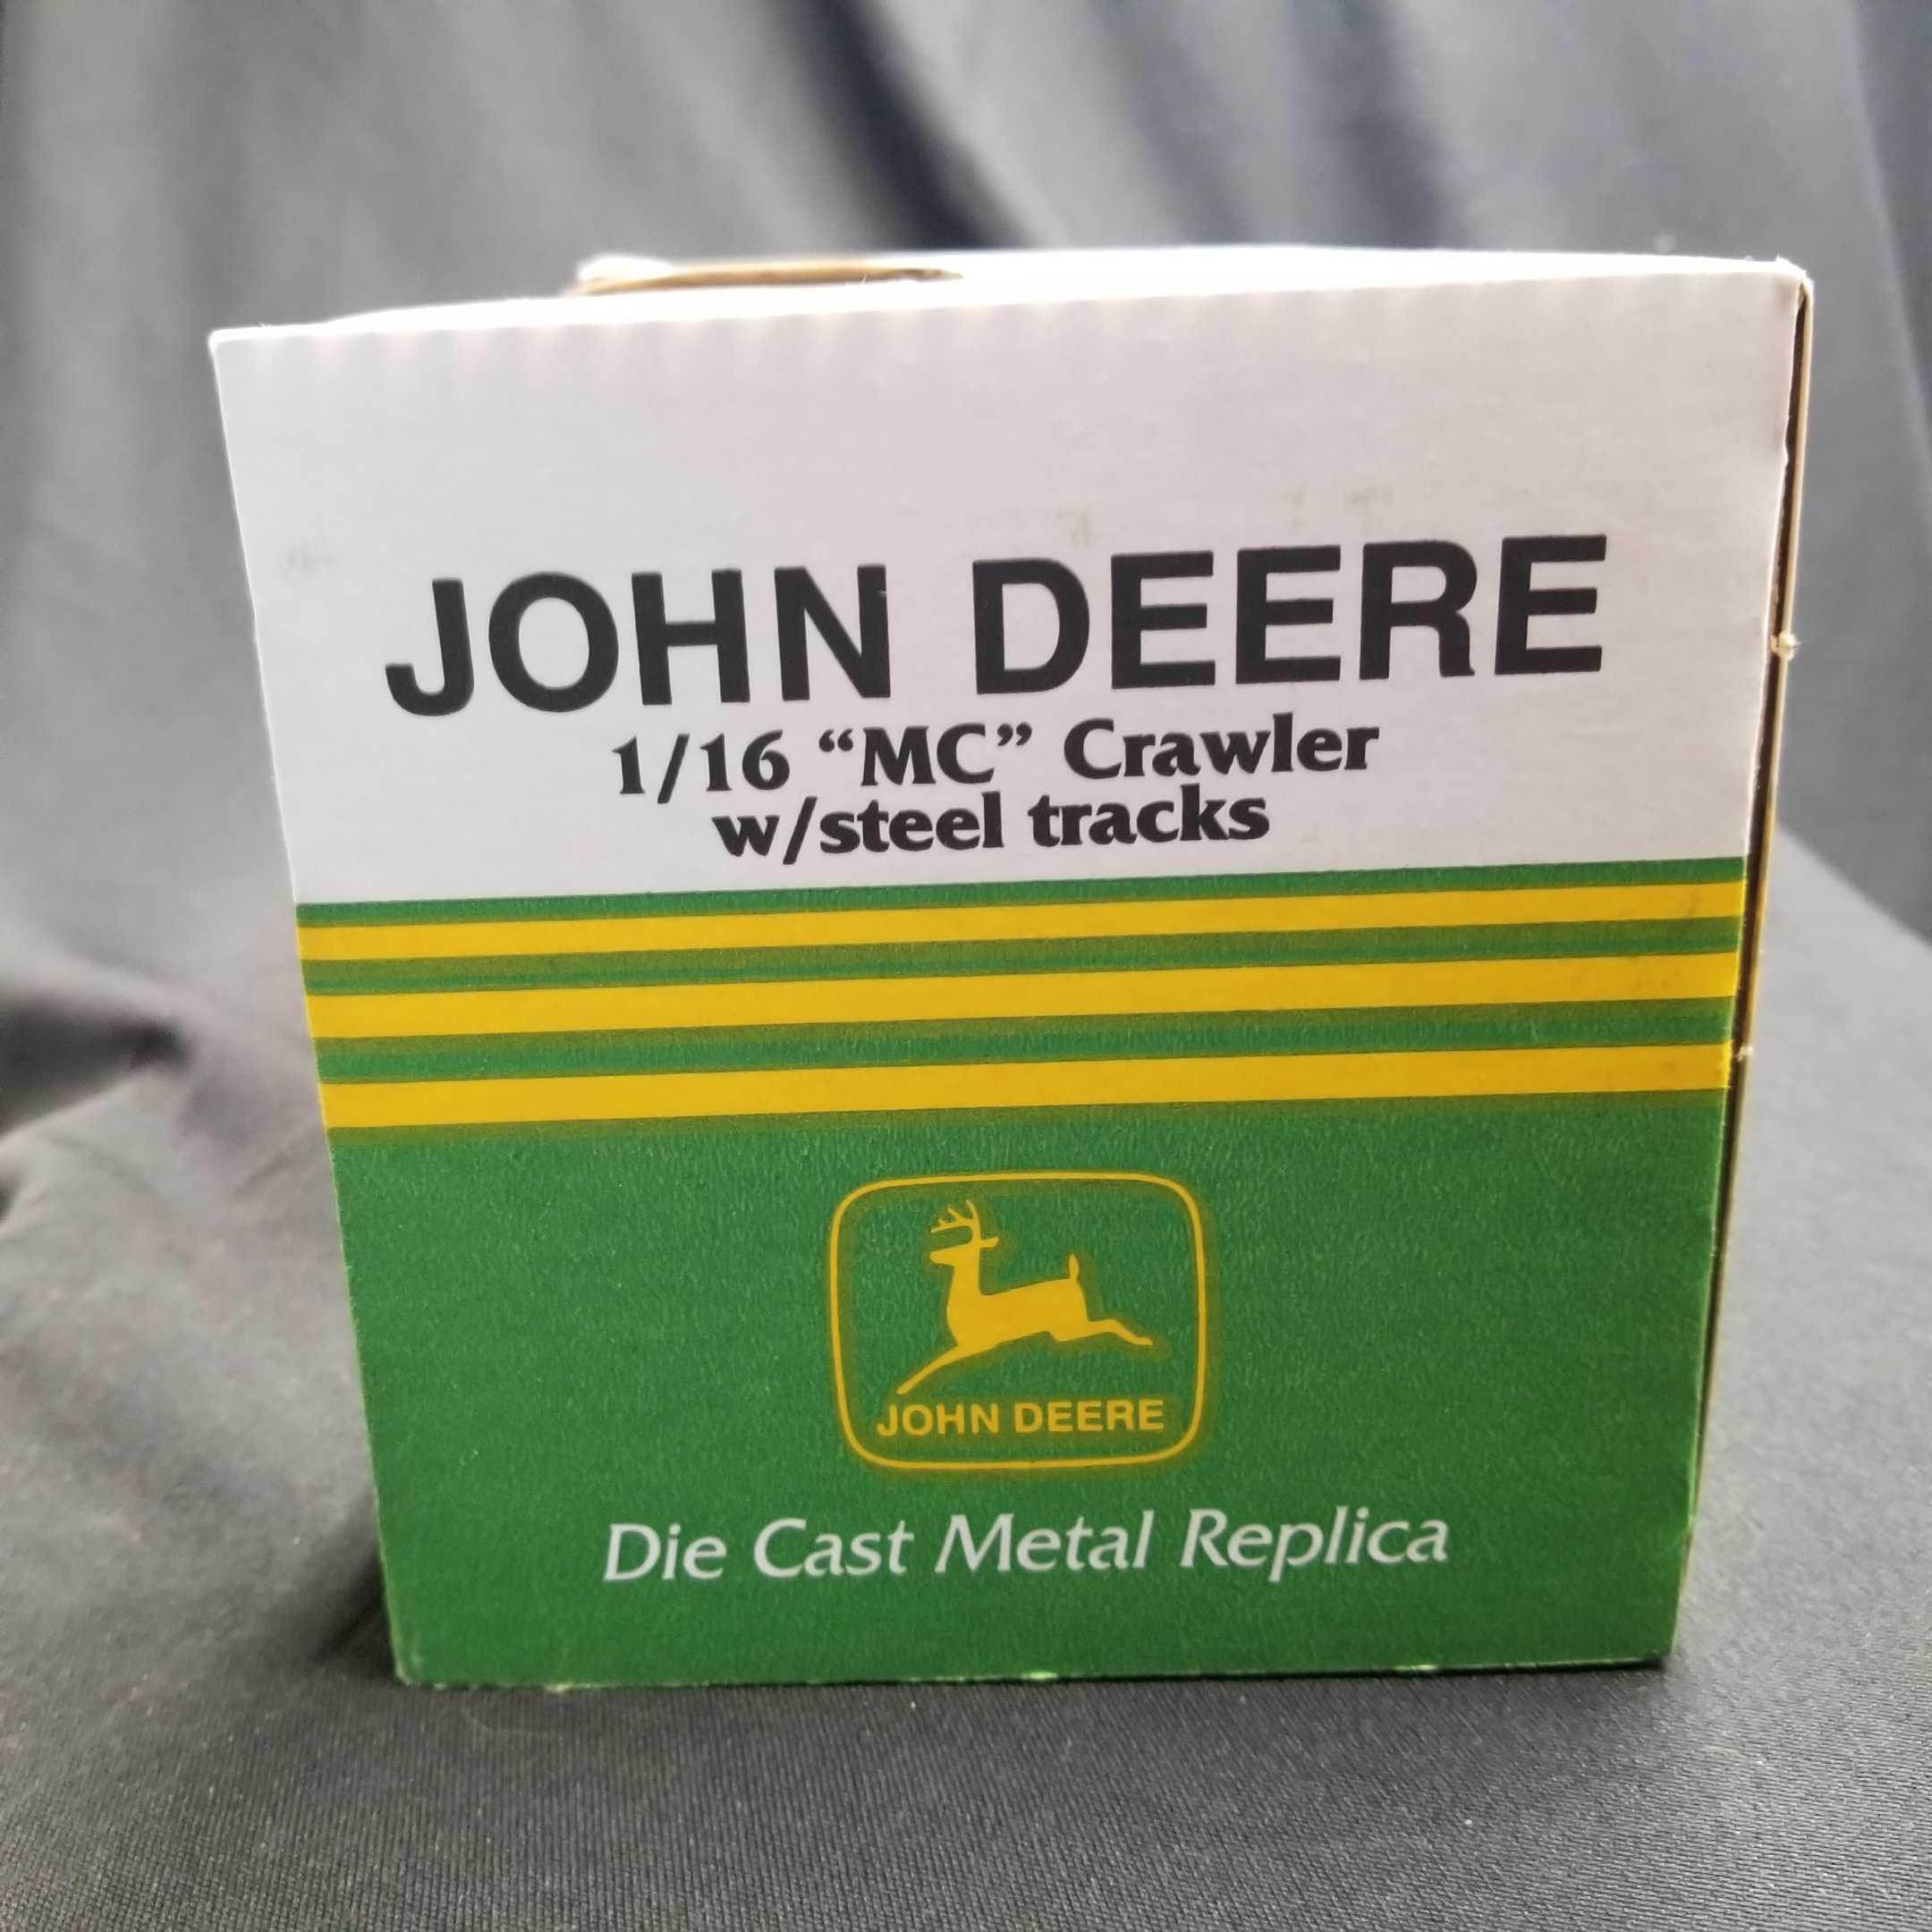 JOHN DEERE
1/16 “MC” Crawler
w/steel tracks
JOHN DEERE
Die Cast Metal Replica